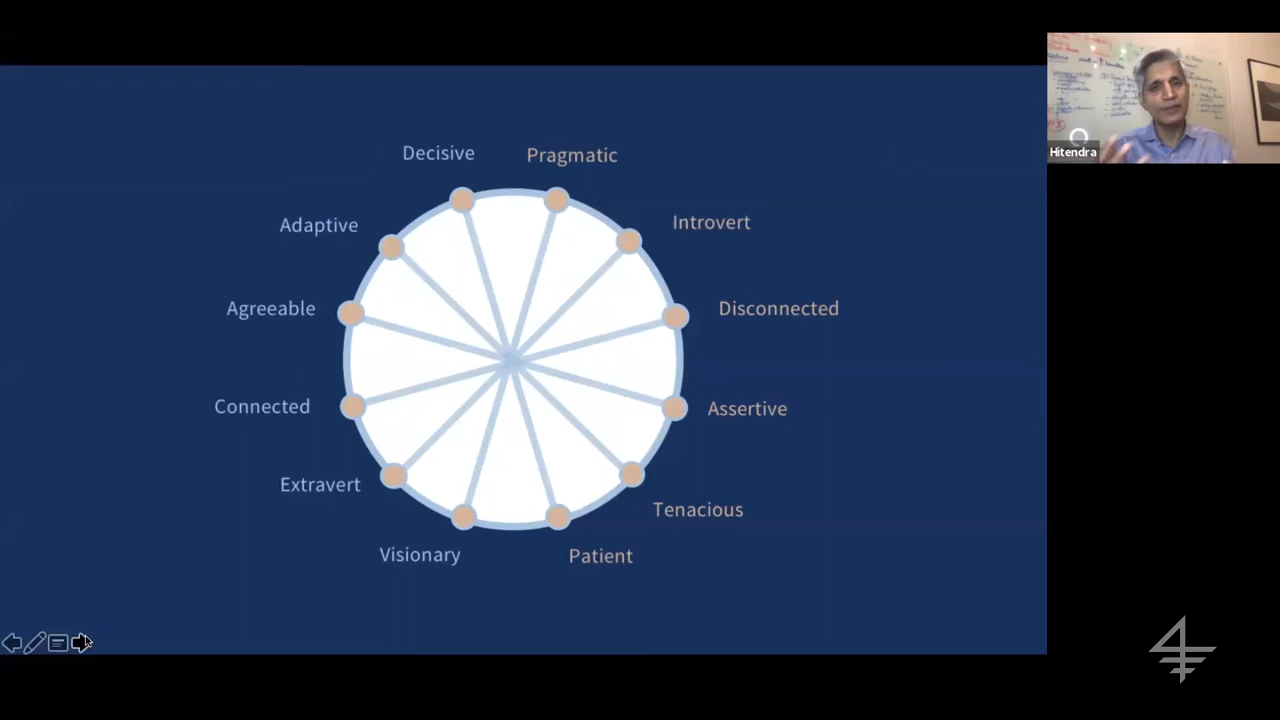 Decisive
Pragmatic
Adaptive
Introvert
Agreeable
Disconnected
Connected
Assertive
Extravert
Tenacious
Visionary
Patient
Hitendra